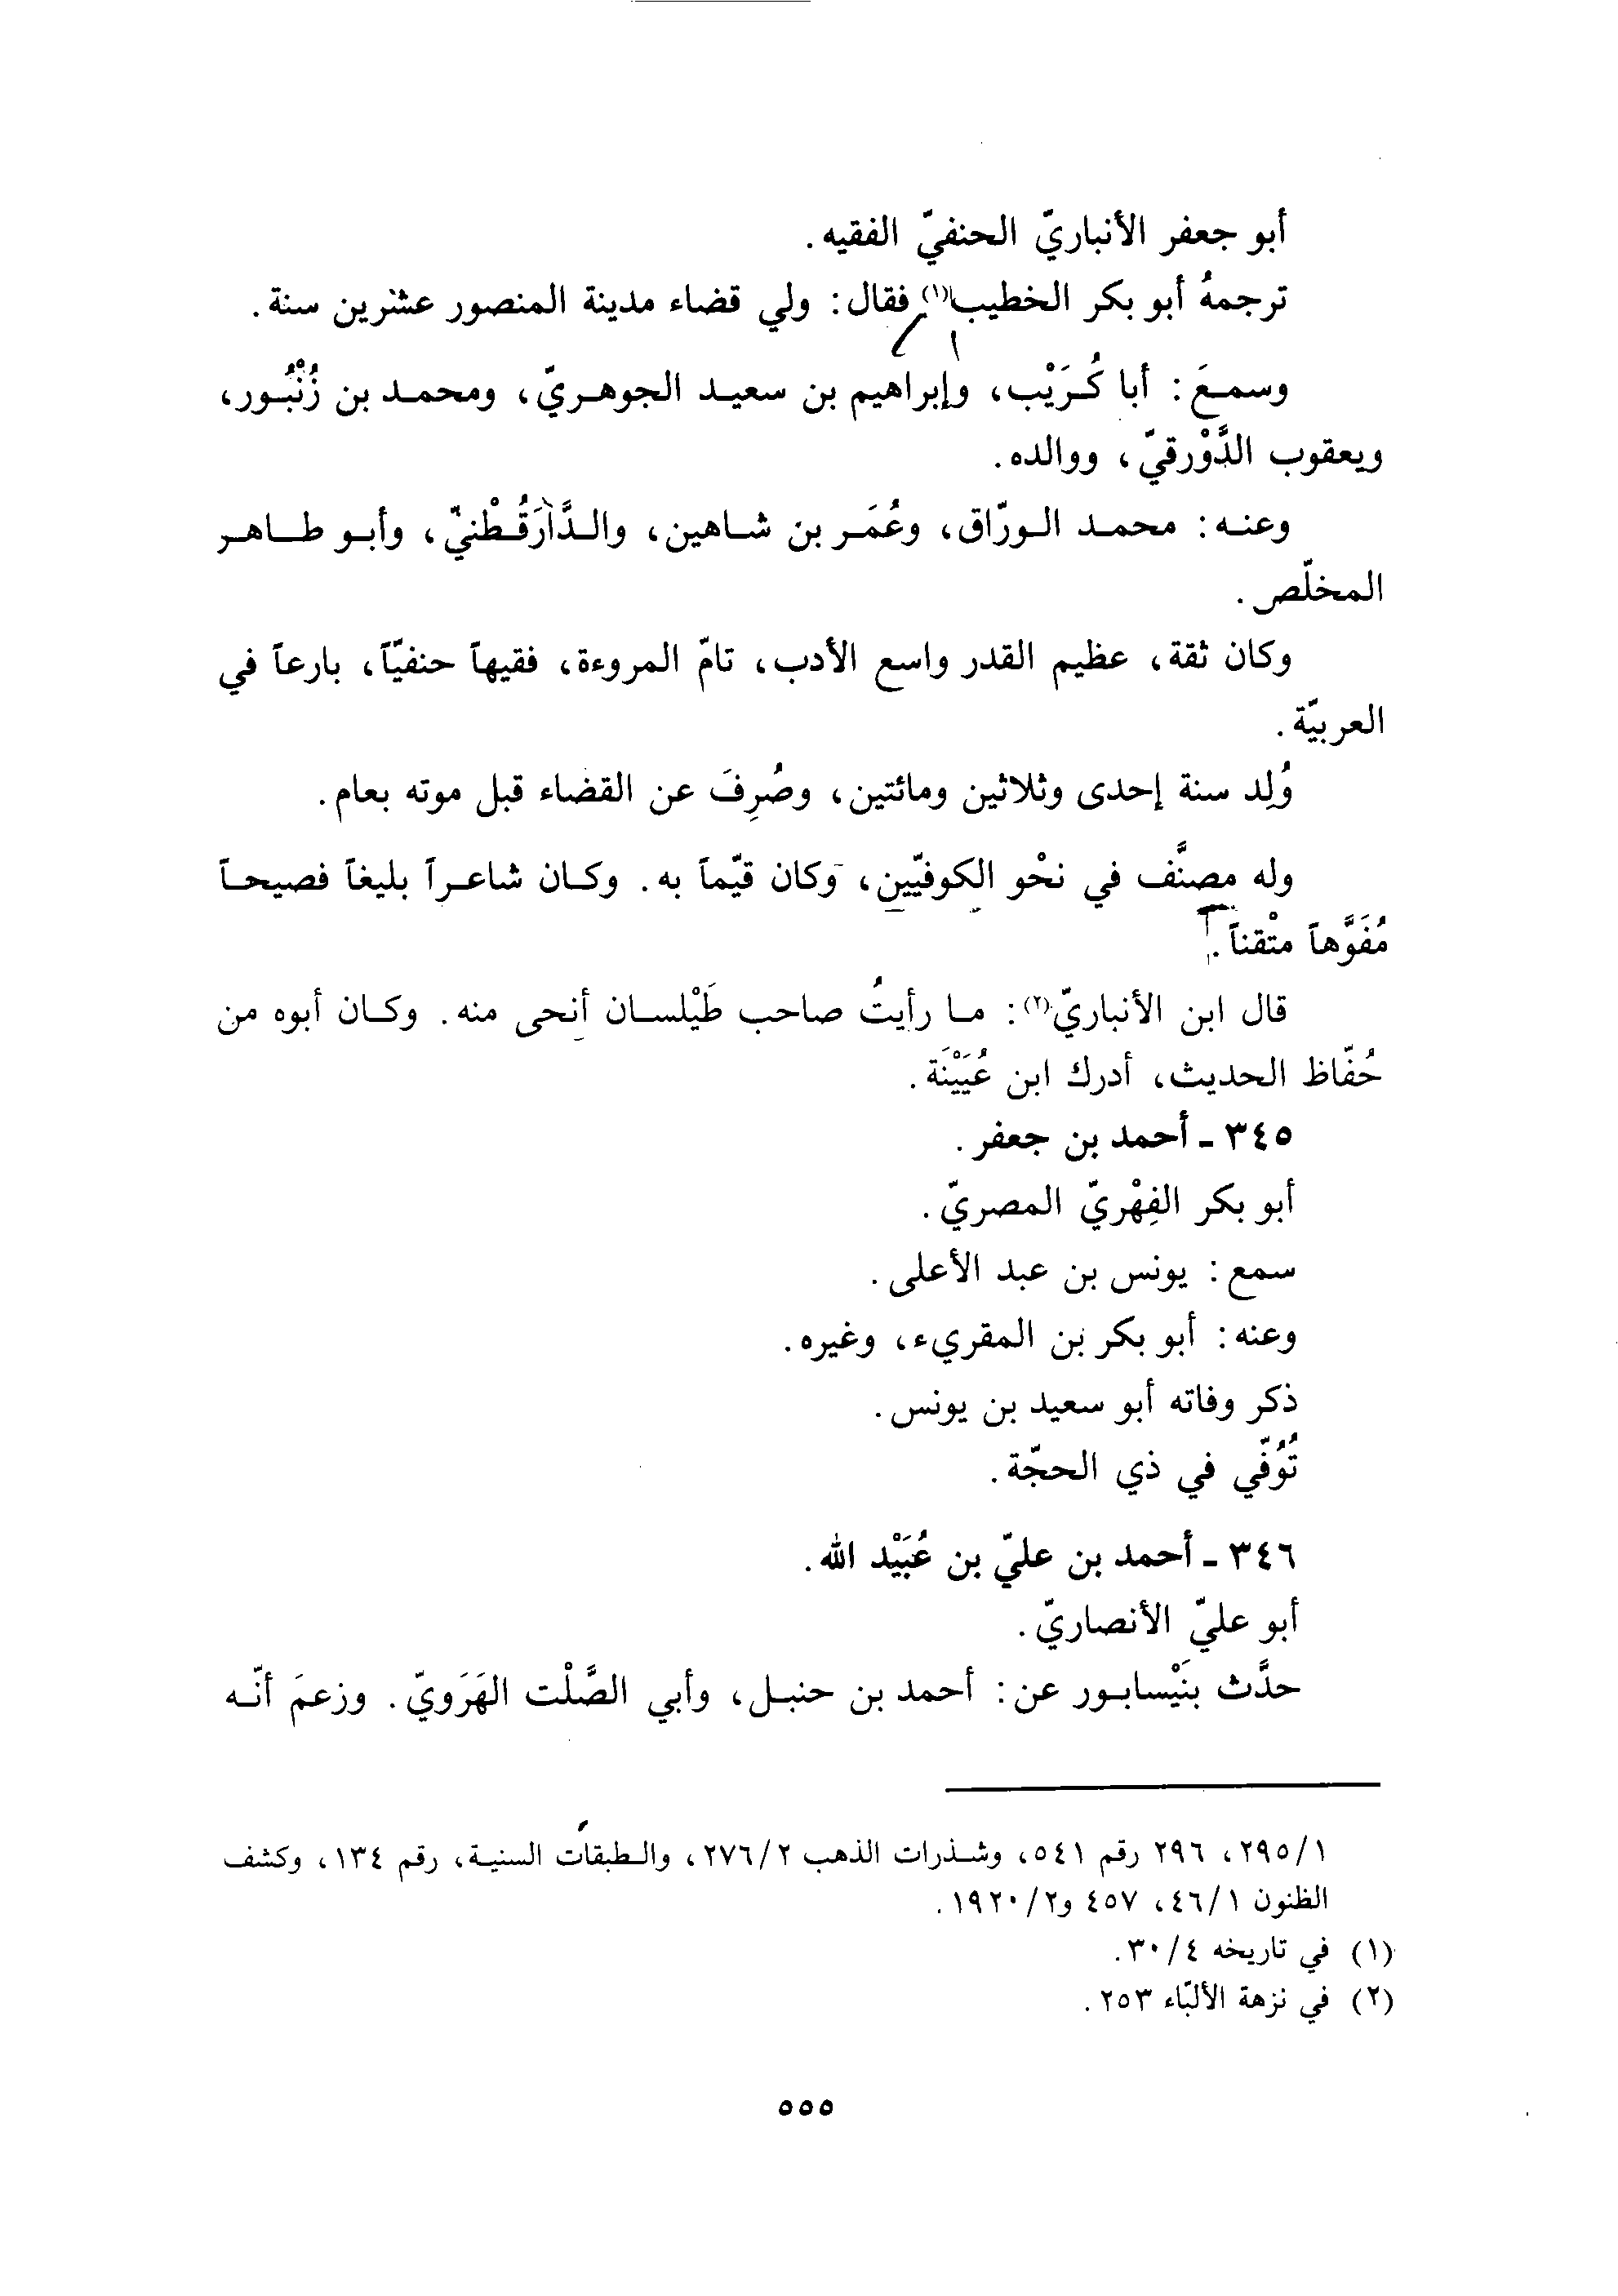 أبو جعفر الأنباريّ الحنفيّ الفقيه.
ترجمهُ أبو بكر الخطيب(١) فقال: ولي قضاء مدينة المنصور عشرين سنة.
وسمعَ: أبا كُرَيْب، وإبراهيم بن سعيد الجوهريّ، ومحمد بن زُنْبُور،
ويعقوب الدَّوْرقيّ، ووالده.
وعنه: محمد الورّاق، وعُمَر بن شاهين، والدَّارَقُطْنيّ، وأبو طاهر
المخلّص.
وكان ثقة، عظيم القدر واسع الأدب، تامّ المروءة، فقيهاً حنفيّاً، بارعاً في
العربيّة.
وُلِد سنة إحدى وثلاثين ومائتين، وصُرِفَ عن القضاء قبل موته بعام.
وله مصنَّف في نحْو الكوفيّين، وكان قيّماً به. وكان شاعراً بليغاً فصيحاً
مُفَوَّهاً متْقناً.
قال ابن الأنباريّ(٢): ما رأيتُ صاحب طَيْلسان أنحى منه. وكان أبوه من
حُفّاظ الحديث، أدرك ابن عُيَيْنَة.
٣٤٥ ـ أحمد بن جعفر.
أبو بكر الفِهْريّ المصريّ.
سمع: يونس بن عبد الأعلى.
وعنه: أبو بكر بن المقريء، وغيره.
ذكر وفاته أبو سعيد بن يونس.
تُوُفّي في ذي الحجّة.
٣٤٦ ـ أحمد بن عليّ بن عُبَيْد الله.
أبو عليّ الأنصاريّ.
حدَّث بنَيْسابور عن: أحمد بن حنبل، وأبي الصَّلْت الهَرَويّ. وزعمَ أنّه
٢٩٥/١، ٢٩٦ رقم ٥٤١، وشذرات الذهب ٢٧٦/٢، والطبقات السنية، رقم ١٣٤، وكشف
الظنون ٤٦/١، ٤٥٧ و١٩٢٠/٢.
(١) في تاريخه ٣٠/٤.
(٢) في نزهة الألبّاء ٢٥٣.
٥٥٥